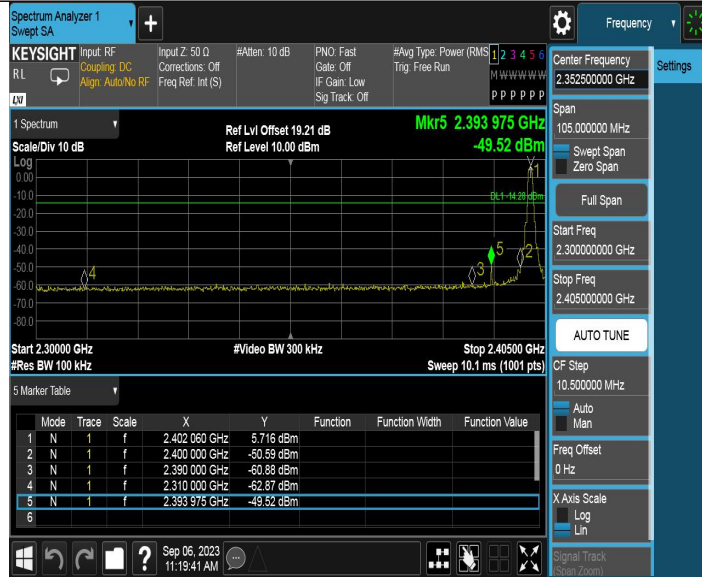 Spectrum Analyzer 1
Swept SA
Frequency
KEYSIGHT
RL
LXI
Input: RF
Coupling: DC
Align: Auto/No RF
Input Z: 50 Ω
Corrections: Off
Freq Ref: Int (S)
#Atten: 10 dB
PNO: Fast
Gate: Off
IF Gain: Low
Sig Track: Off
#Avg Type: Power (RMS
Trig: Free Run
1 2 3 4 5 6
M W W W W W
P P P P P P
Center Frequency
2.352500000 GHz
Settings
Span
105.000000 MHz
Swept Span
Zero Span
Full Span
Start Freq
2.300000000 GHz
Stop Freq
2.405000000 GHz
AUTO TUNE
CF Step
10.500000 MHz
Auto
Man
Freq Offset
0 Hz
X Axis Scale
Log
Lin
Signal Track
(Span Zoom)
1 Spectrum
Scale/Div 10 dB
Ref Lvl Offset 19.21 dB
Ref Level 10.00 dBm
Mkr5 2.393 975 GHz
-49.52 dBm
Log
0.00
-10.0
-20.0
-30.0
-40.0
-50.0
-60.0
-70.0
-80.0
DL1 -14.28 dBm
1
2
3
4
5
Start 2.30000 GHz
#Res BW 100 kHz
#Video BW 300 kHz
Stop 2.40500 GHz
Sweep 10.1 ms (1001 pts)
5 Marker Table
Mode Trace Scale X Y Function Function Width Function Value
1 N 1 f 2.402 060 GHz 5.716 dBm
2 N 1 f 2.400 000 GHz -50.59 dBm
3 N 1 f 2.390 000 GHz -60.88 dBm
4 N 1 f 2.310 000 GHz -62.87 dBm
5 N 1 f 2.393 975 GHz -49.52 dBm
6
?
Sep 06, 2023
11:19:41 AM